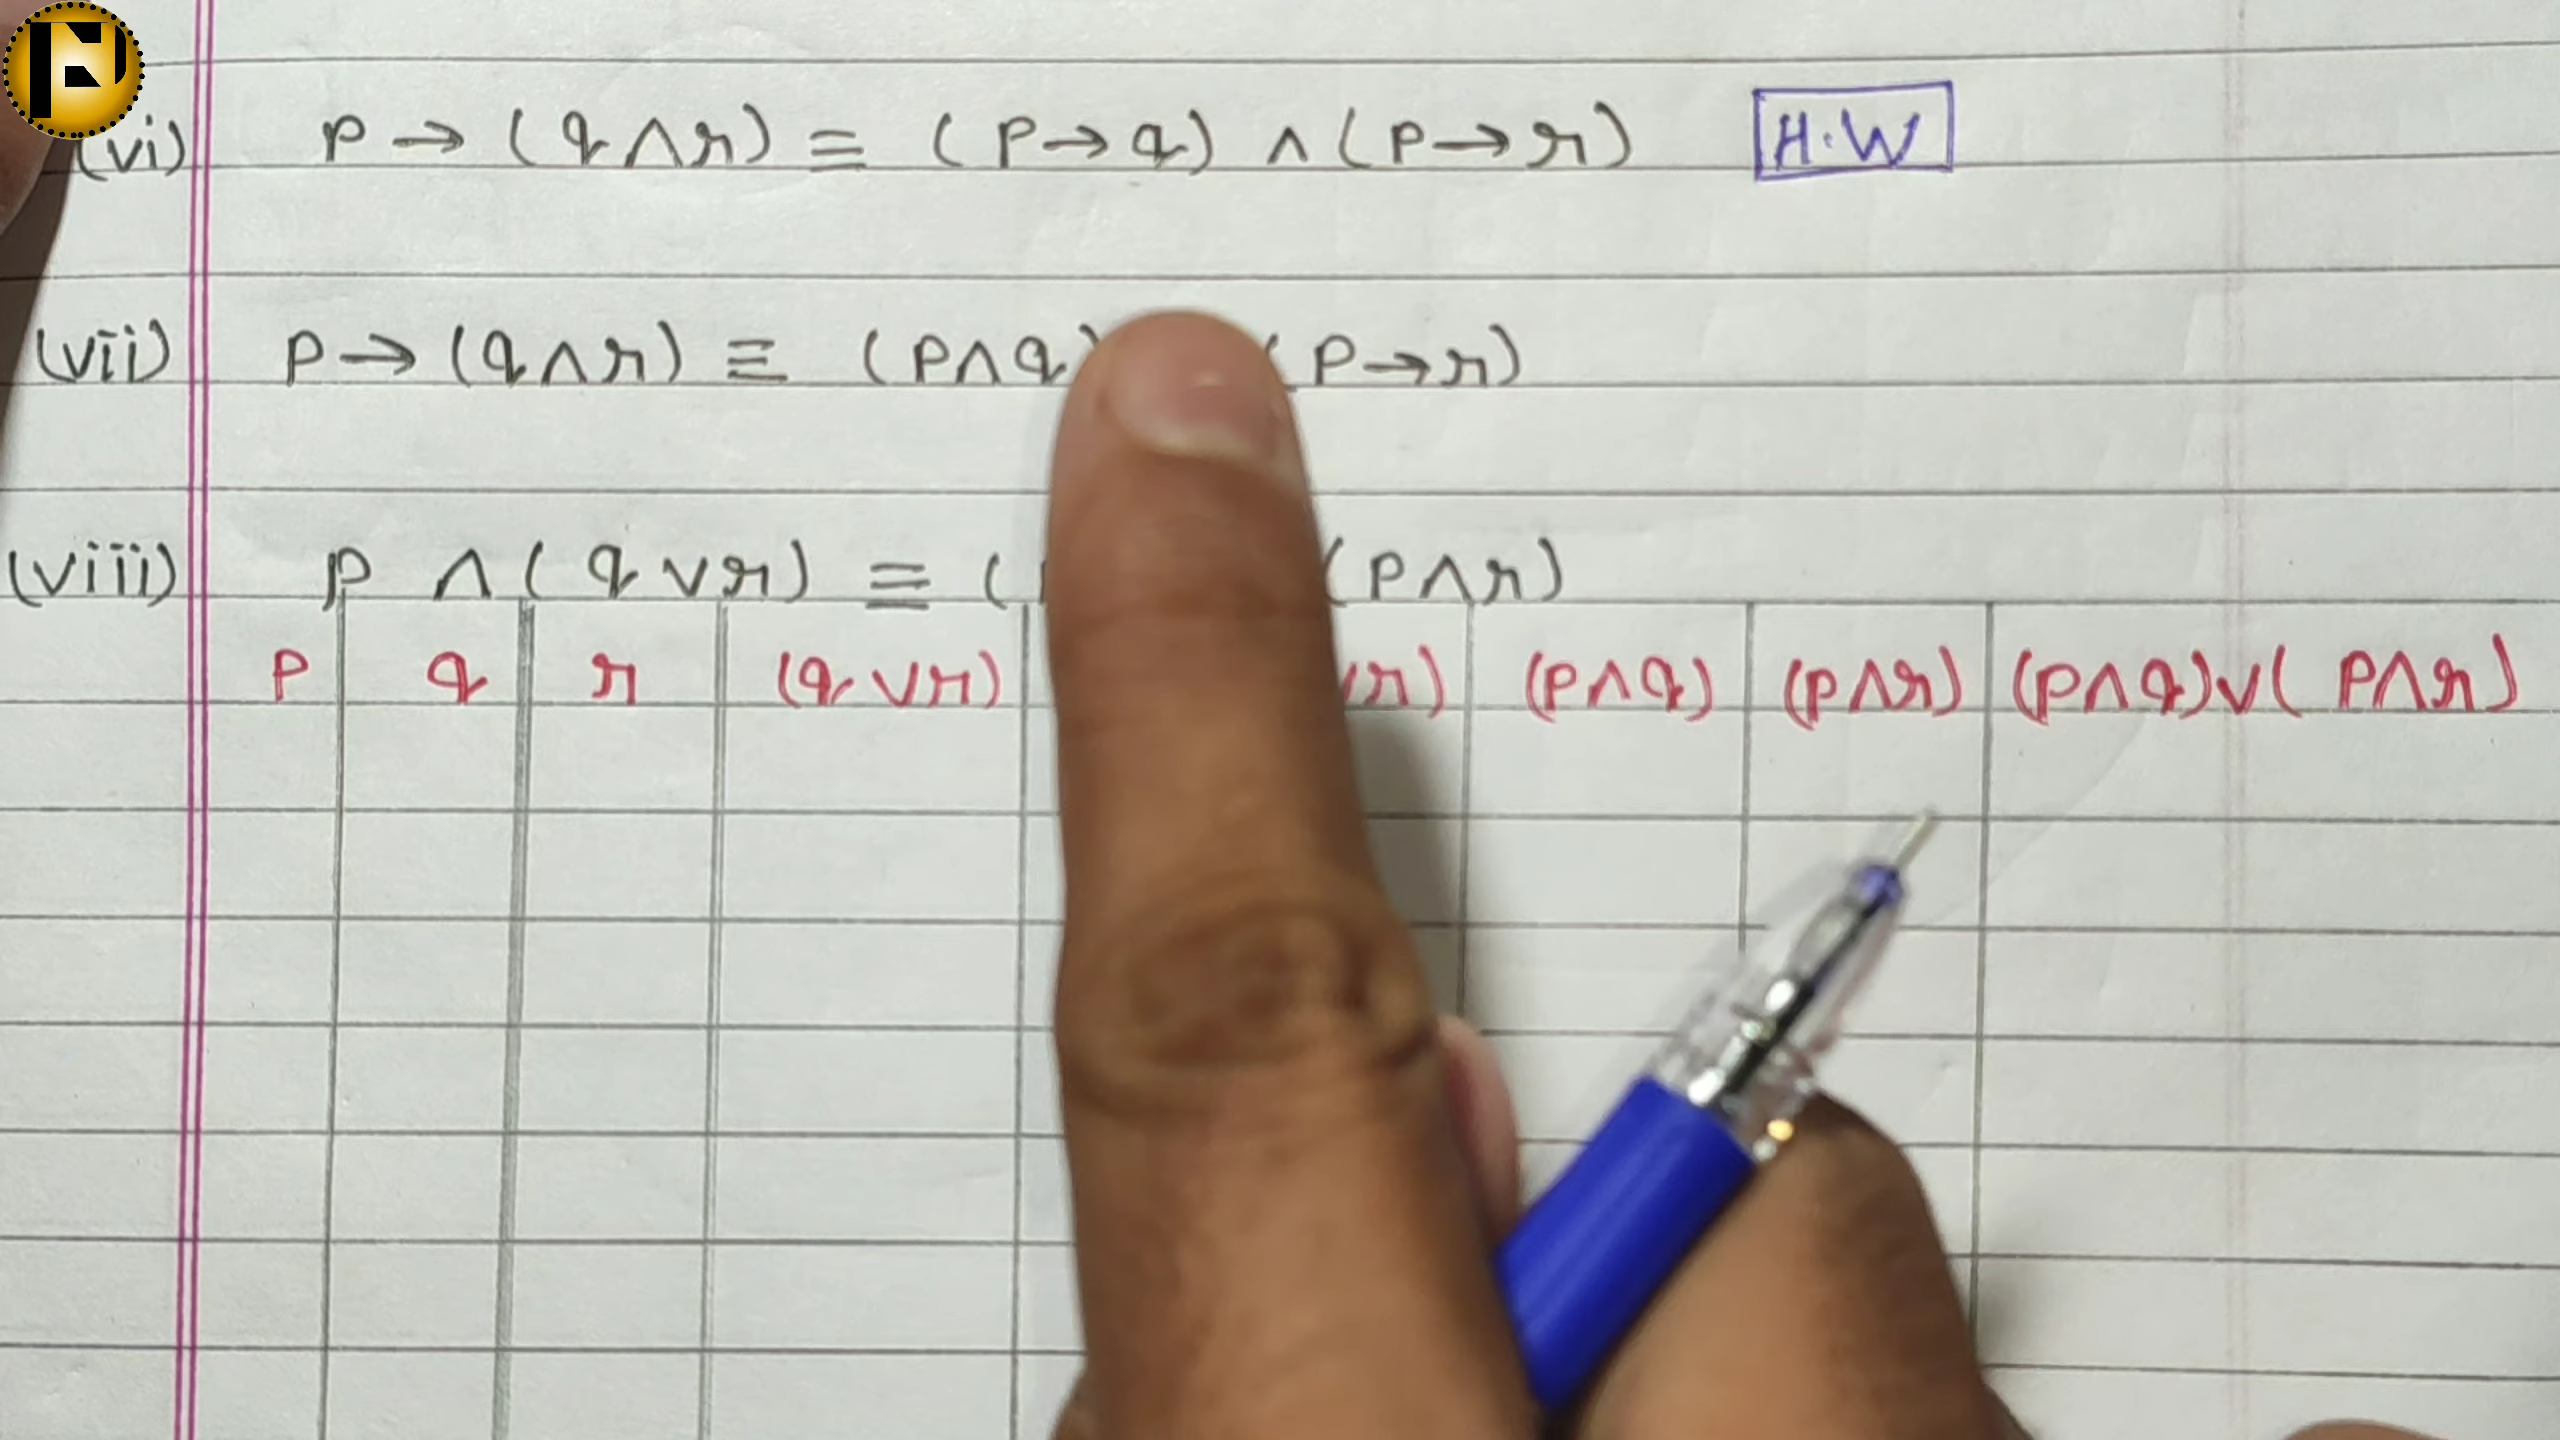 (vi) p → (q ∧ r) ≡ (p → q) ∧ (p → r) H.W
(vii) p → (q ∧ r) ≡ (p ∧ q) (p → r)
(viii) p ∧ (q ∨ r) ≡ ( (p ∧ r)
p q r (q ∨ r) r) (p ∧ q) (p ∧ r) (p ∧ q) ∨ (p ∧ r)